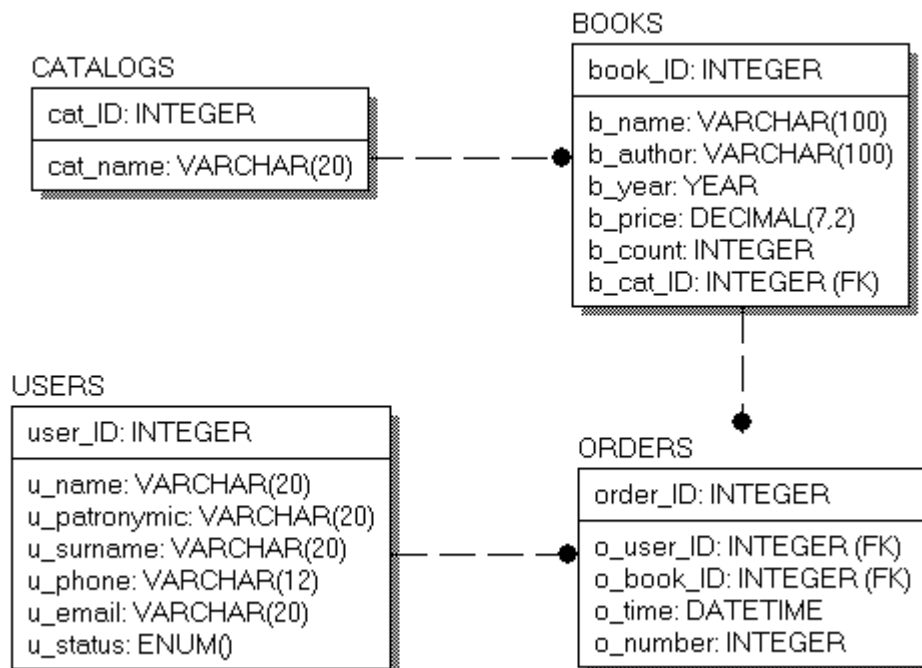 CATALOGS
cat_ID: INTEGER
cat_name: VARCHAR(20)
BOOKS
book_ID: INTEGER
b_name: VARCHAR(100)
b_author: VARCHAR(100)
b_year: YEAR
b_price: DECIMAL(7,2)
b_count: INTEGER
b_cat_ID: INTEGER (FK)
USERS
user_ID: INTEGER
u_name: VARCHAR(20)
u_patronymic: VARCHAR(20)
u_surname: VARCHAR(20)
u_phone: VARCHAR(12)
u_email: VARCHAR(20)
u_status: ENUM()
ORDERS
order_ID: INTEGER
o_user_ID: INTEGER (FK)
o_book_ID: INTEGER (FK)
o_time: DATETIME
o_number: INTEGER